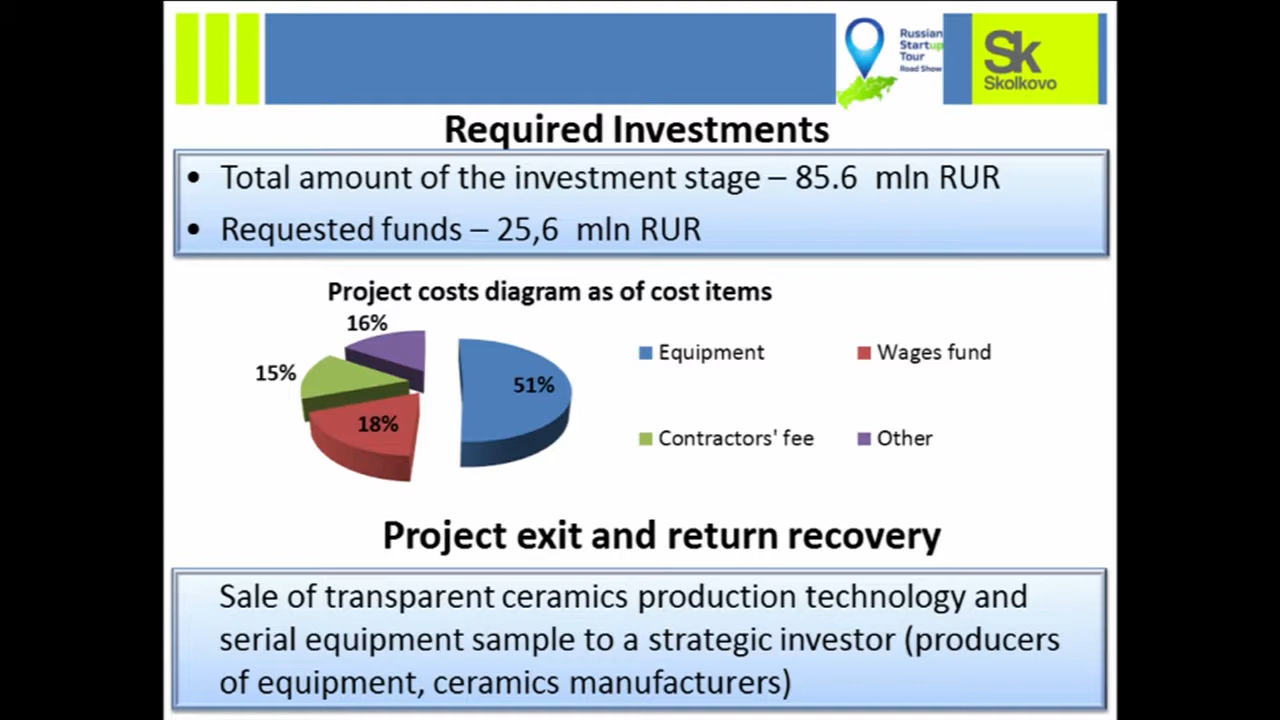 Russian
Startup
Tour
Road Show
Sk
Skolkovo
Required Investments
• Total amount of the investment stage – 85.6 mln RUR
• Requested funds – 25,6 mln RUR
Project costs diagram as of cost items
16%
15%
51%
18%
Equipment
Wages fund
Contractors' fee
Other
Project exit and return recovery
Sale of transparent ceramics production technology and
serial equipment sample to a strategic investor (producers
of equipment, ceramics manufacturers)